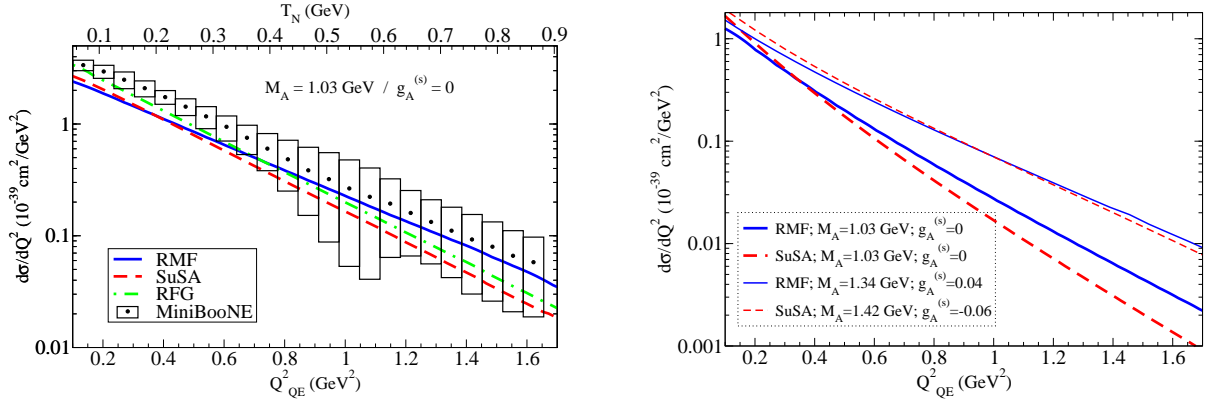 T_N (GeV)
0.1 0.2 0.3 0.4 0.5 0.6 0.7 0.8 0.9
M_A = 1.03 GeV / g_A^(s) = 0
1
0.1
0.01
dσ/dQ² (10^-39 cm²/GeV²)
RMF
SuSA
RFG
MiniBooNE
0.2 0.4 0.6 0.8 1 1.2 1.4 1.6
Q²_QE (GeV²)
1
0.1
0.01
0.001
dσ/dQ² (10^-39 cm²/GeV²)
RMF; M_A=1.03 GeV; g_A^(s)=0
SuSA; M_A=1.03 GeV; g_A^(s)=0
RMF; M_A=1.34 GeV; g_A^(s)=0.04
SuSA; M_A=1.42 GeV; g_A^(s)=-0.06
0.2 0.4 0.6 0.8 1 1.2 1.4 1.6
Q²_QE (GeV²)